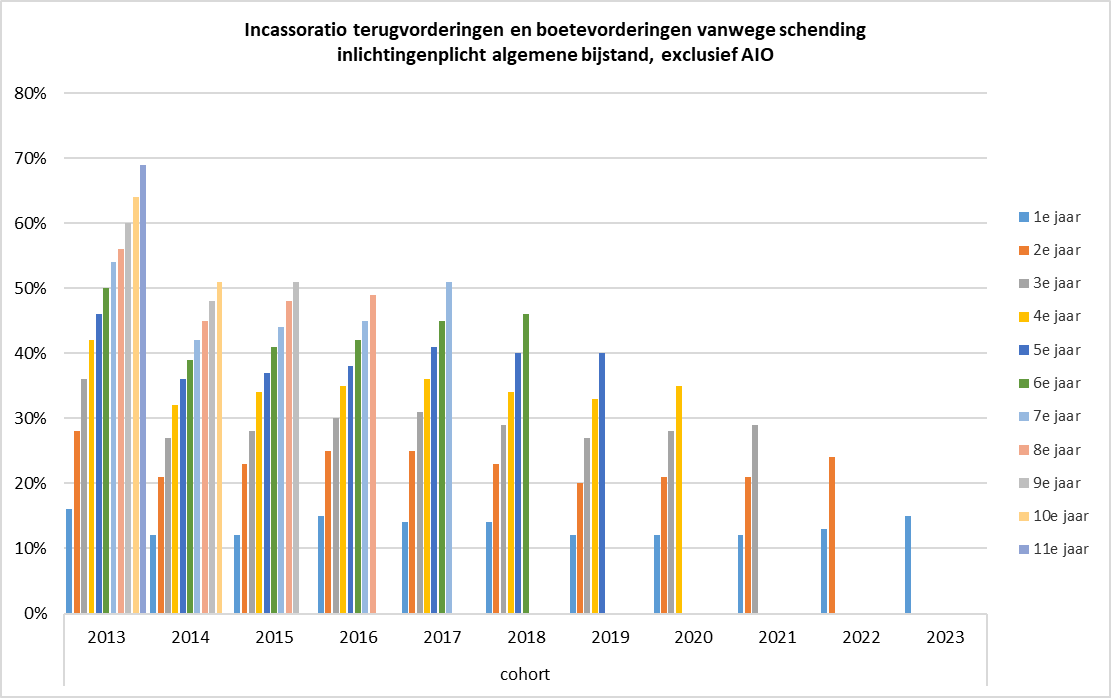 Incassoratio terugvorderingen en boetevorderingen vanwege schending
inlichtingenplicht algemene bijstand, exclusief AIO
80%
70%
60%
50%
40%
30%
20%
10%
0%
2013 2014 2015 2016 2017 2018 2019 2020 2021 2022 2023
cohort
1e jaar
2e jaar
3e jaar
4e jaar
5e jaar
6e jaar
7e jaar
8e jaar
9e jaar
10e jaar
11e jaar